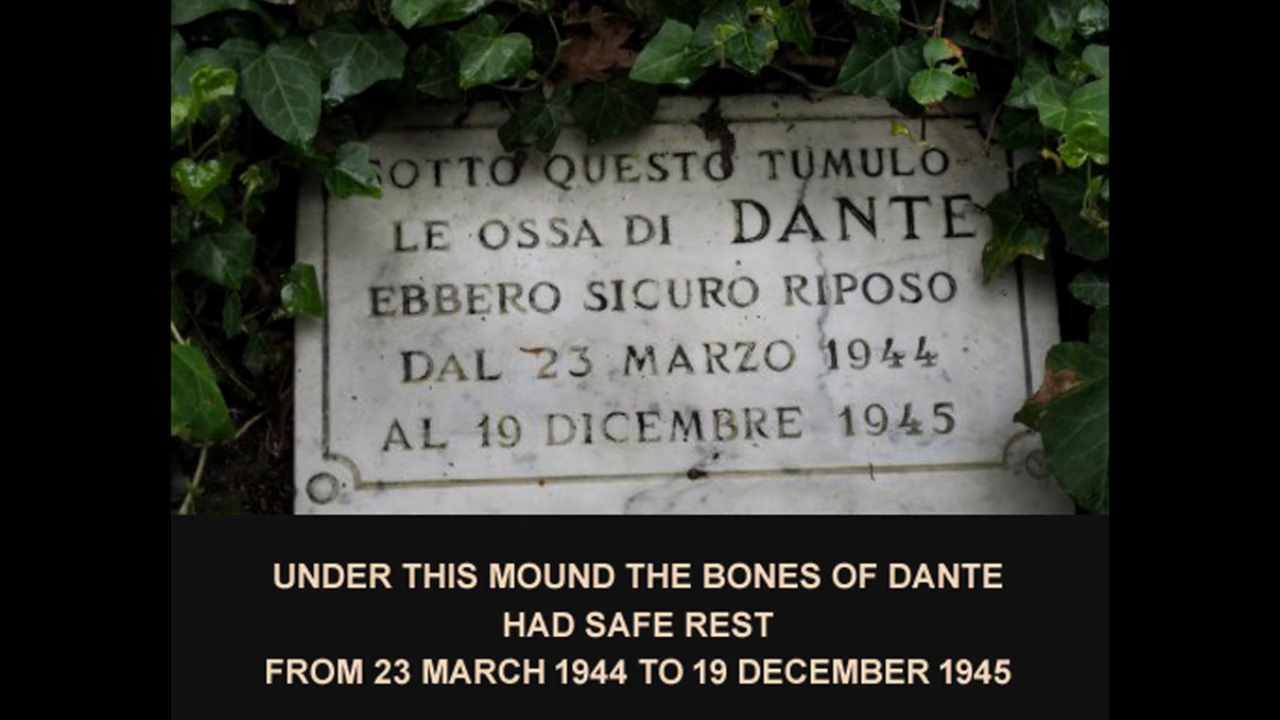 SOTTO QUESTO TUMULO
LE OSSA DI DANTE
EBBERO SICURO RIPOSO
DAL 23 MARZO 1944
AL 19 DICEMBRE 1945
UNDER THIS MOUND THE BONES OF DANTE
HAD SAFE REST
FROM 23 MARCH 1944 TO 19 DECEMBER 1945